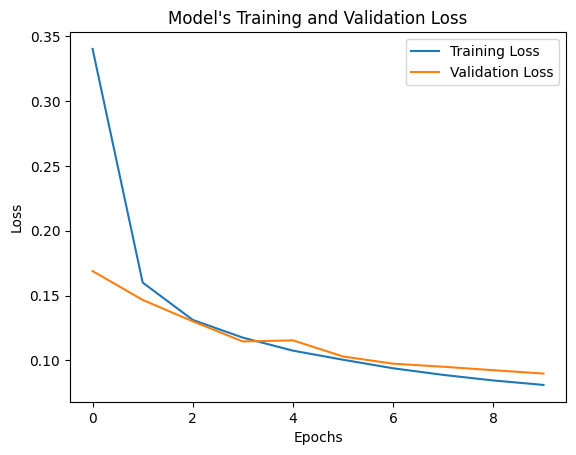 Model's Training and Validation Loss
Training Loss
Validation Loss
0.35
0.30
0.25
0.20
0.15
0.10
Loss
0 2 4 6 8
Epochs